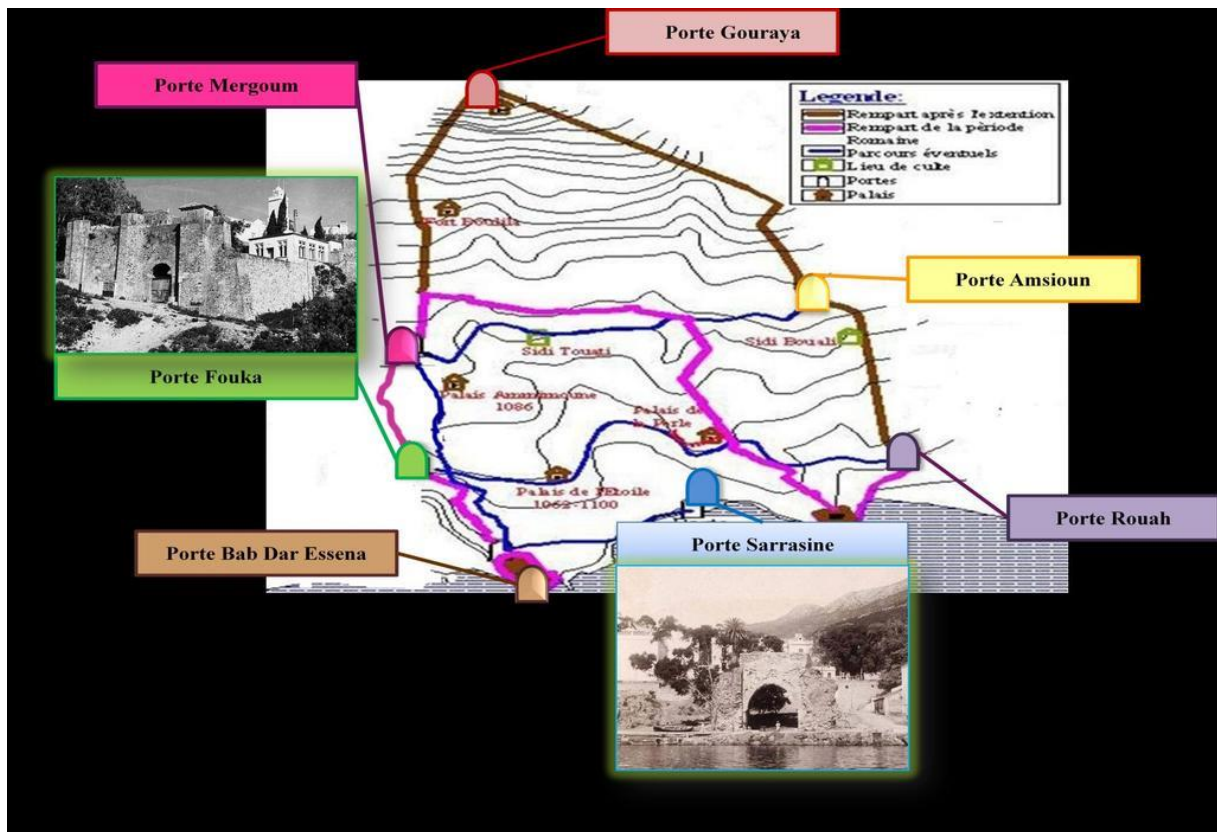 Porte Gouraya
Porte Mergoum
Legende:
Rempart après l'extention
Rempart de la période
Romaine
Parcours éventuels
Lieu de culte
Portes
Palais
Porte Amsioun
Sidi Touati
Sidi Bouali
Porte Fouka
Palais Ammimoune
1086
Palais de
la Perle
Palais de l'Etoile
1062-1100
Porte Rouah
Porte Bab Dar Essena
Porte Sarrasine